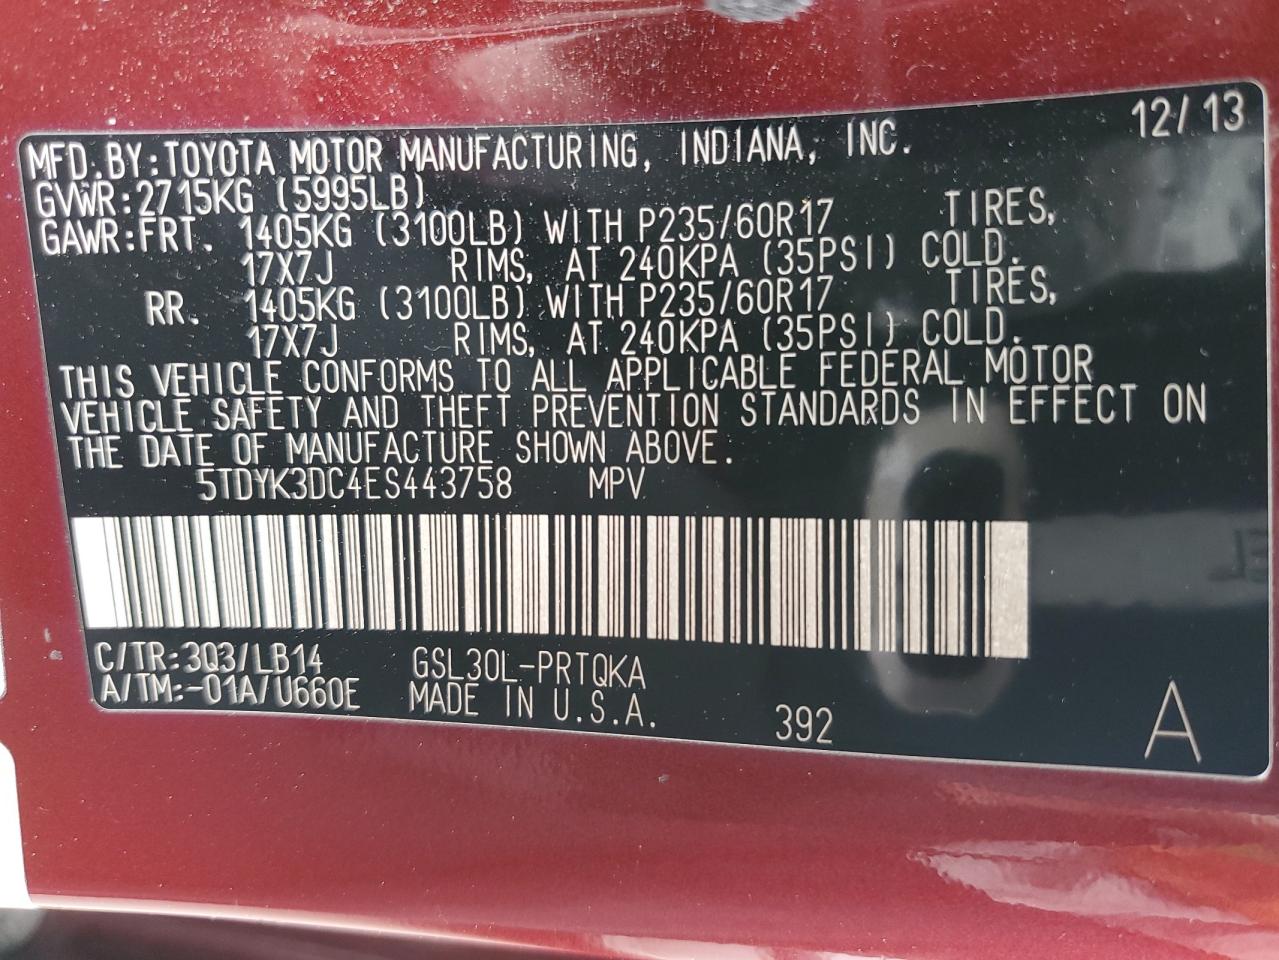 12/13
MFD.BY:TOYOTA MOTOR MANUFACTURING, INDIANA, INC.
GVWR:2715KG (5995LB)
GAWR:FRT. 1405KG (3100LB) WITH P235/60R17 TIRES,
17X7J RIMS, AT 240KPA (35PSI) COLD.
RR. 1405KG (3100LB) WITH P235/60R17 TIRES,
17X7J RIMS, AT 240KPA (35PSI) COLD.
THIS VEHICLE CONFORMS TO ALL APPLICABLE FEDERAL MOTOR
VEHICLE SAFETY AND THEFT PREVENTION STANDARDS IN EFFECT ON
THE DATE OF MANUFACTURE SHOWN ABOVE.
5TDYK3DC4ES443758 MPV
C/TR:3Q3/LB14 GSL30L-PRTQKA
A/TM:-01A/U660E MADE IN U.S.A.
392
A